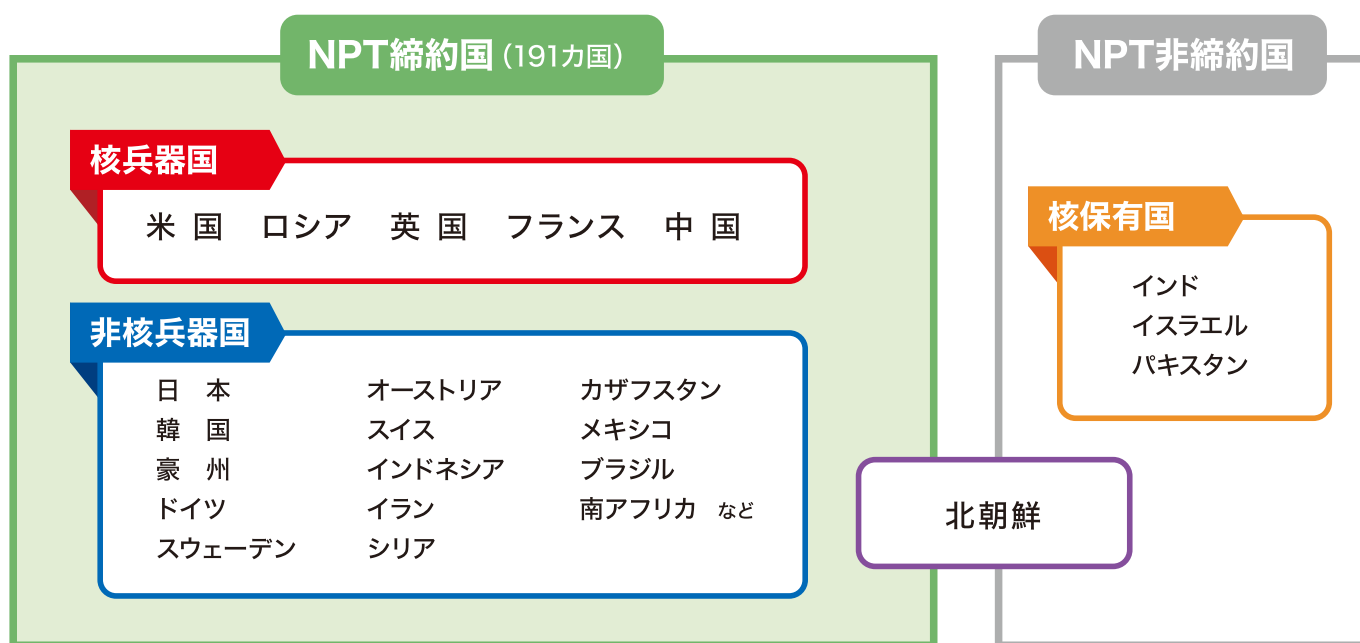 NPT締約国（191カ国）
核兵器国
米国 ロシア 英国 フランス 中国
非核兵器国
日本 オーストリア カザフスタン
韓国 スイス メキシコ
豪州 インドネシア ブラジル
ドイツ イラン 南アフリカ など
スウェーデン シリア
NPT非締約国
核保有国
インド
イスラエル
パキスタン
北朝鮮